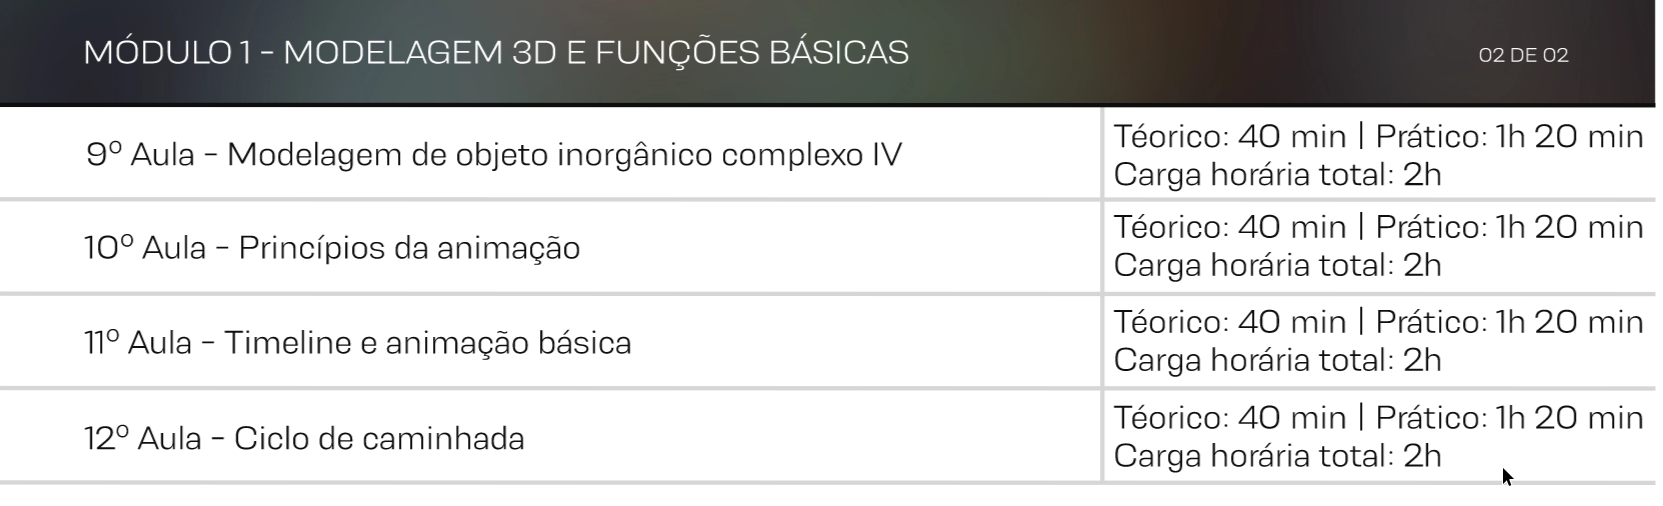 MÓDULO 1 - MODELAGEM 3D E FUNÇÕES BÁSICAS
02 DE 02
9º Aula - Modelagem de objeto inorgânico complexo IV
Téorico: 40 min | Prático: 1h 20 min
Carga horária total: 2h
10º Aula - Princípios da animação
Téorico: 40 min | Prático: 1h 20 min
Carga horária total: 2h
11º Aula - Timeline e animação básica
Téorico: 40 min | Prático: 1h 20 min
Carga horária total: 2h
12º Aula - Ciclo de caminhada
Téorico: 40 min | Prático: 1h 20 min
Carga horária total: 2h